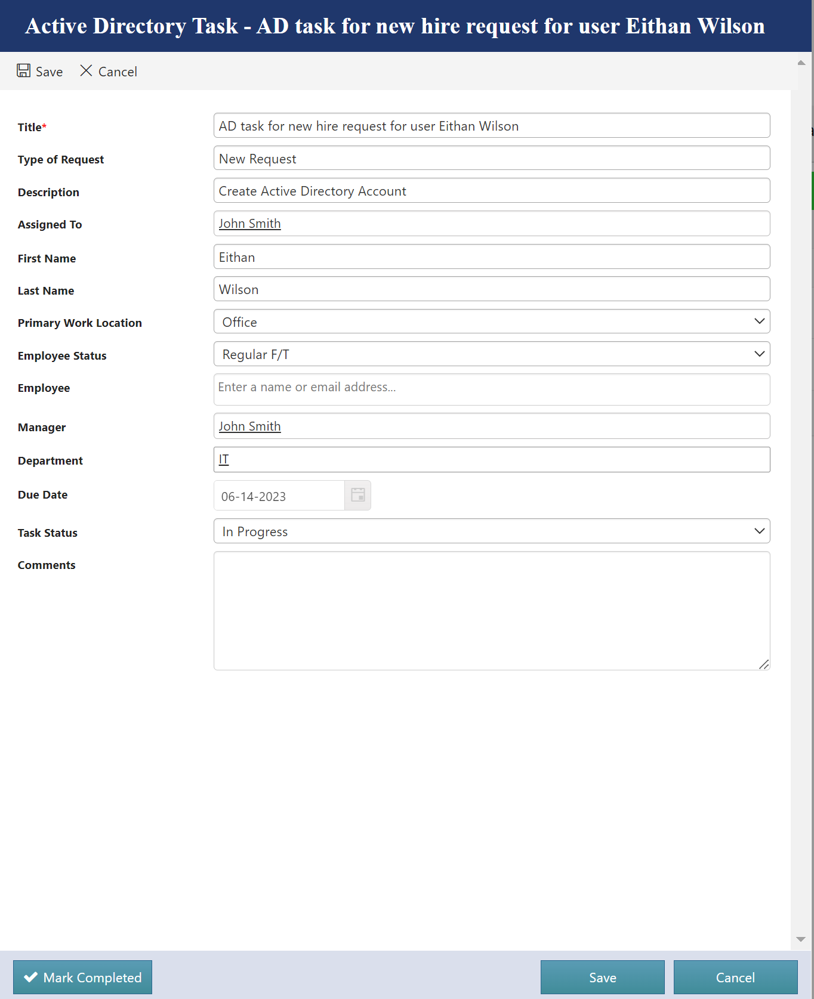 Active Directory Task - AD task for new hire request for user Eithan Wilson
Save Cancel
Title* AD task for new hire request for user Eithan Wilson
Type of Request New Request
Description Create Active Directory Account
Assigned To John Smith
First Name Eithan
Last Name Wilson
Primary Work Location Office
Employee Status Regular F/T
Employee Enter a name or email address...
Manager John Smith
Department IT
Due Date 06-14-2023
Task Status In Progress
Comments
Mark Completed Save Cancel